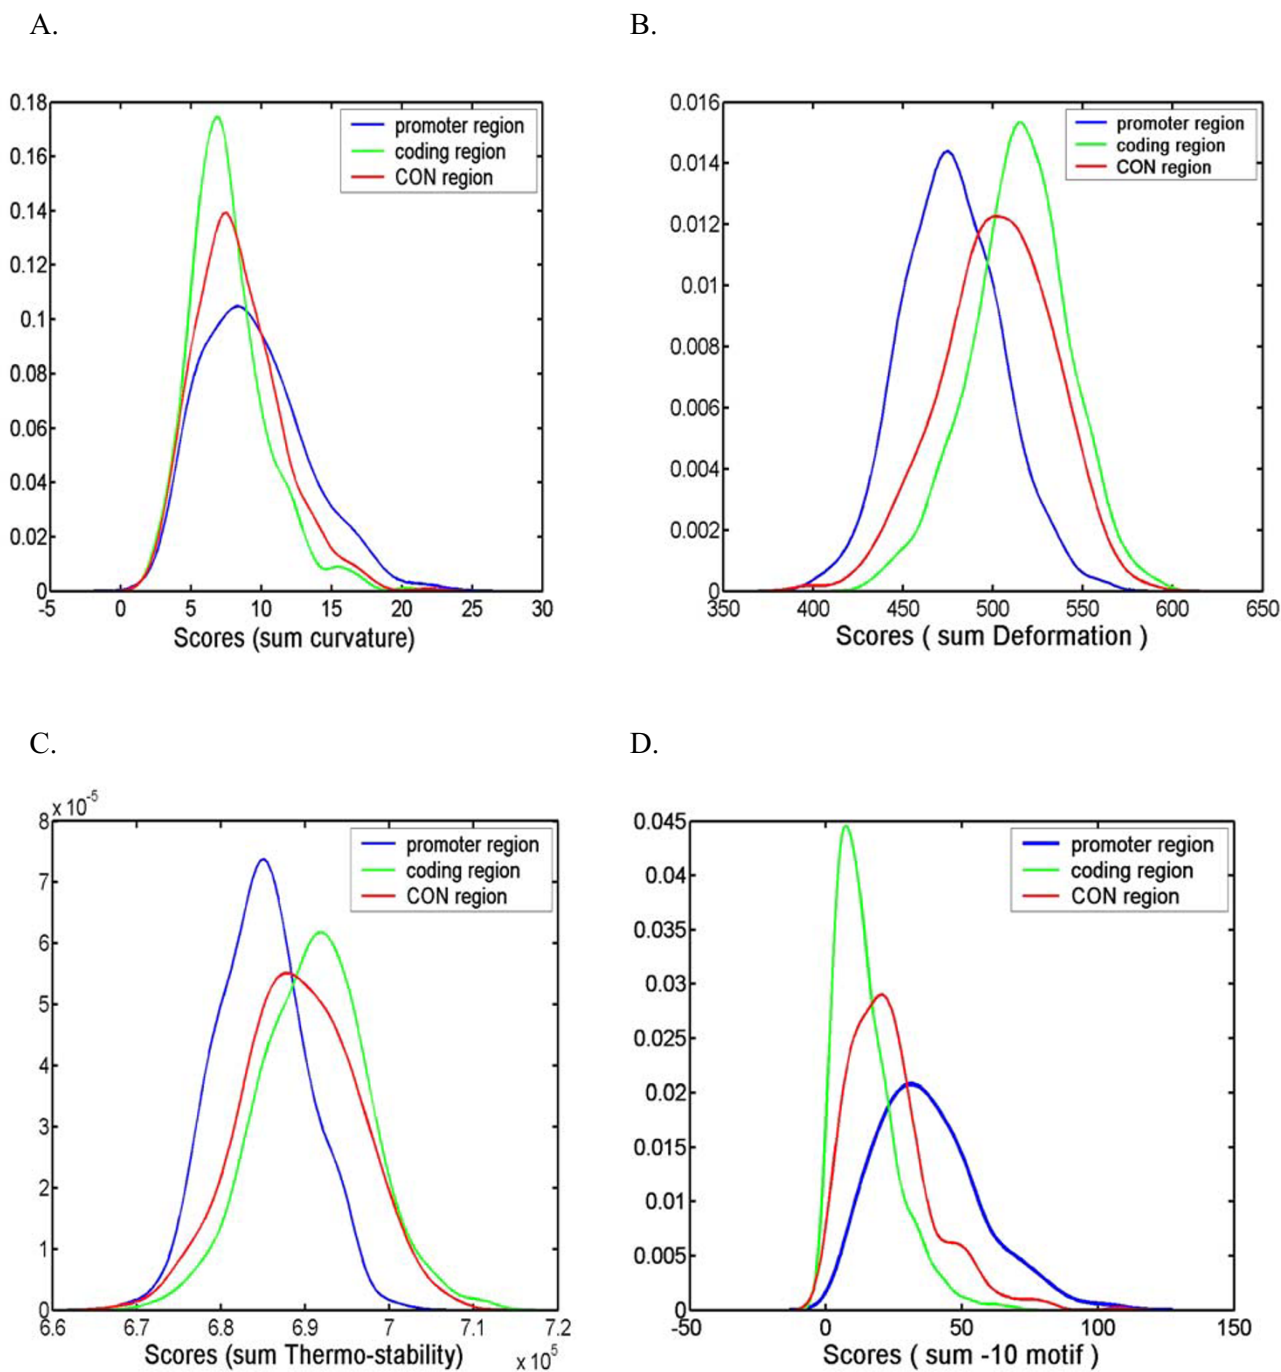 A.
B.
0.18
0.16
0.14
0.12
0.1
0.08
0.06
0.04
0.02
0
-5 0 5 10 15 20 25 30
promoter region
coding region
CON region
Scores (sum curvature)
0.016
0.014
0.012
0.01
0.008
0.006
0.004
0.002
0
350 400 450 500 550 600 650
promoter region
coding region
CON region
Scores ( sum Deformation )
C.
D.
x 10-5
8
7
6
5
4
3
2
1
0
6.6 6.7 6.8 6.9 7 7.1 7.2
promoter region
coding region
CON region
Scores (sum Thermo-stability)
x 105
0.045
0.04
0.035
0.03
0.025
0.02
0.015
0.01
0.005
0
-50 0 50 100 150
promoter region
coding region
CON region
Scores ( sum -10 motif )